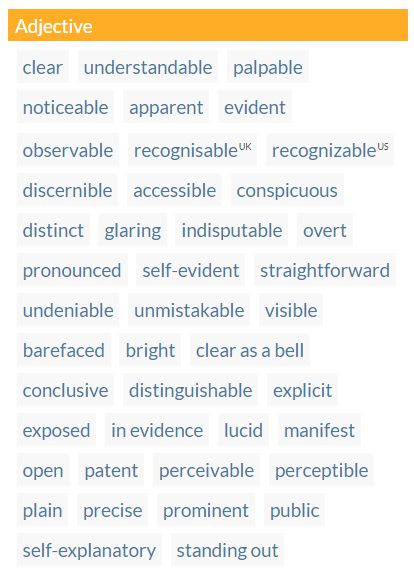 Adjective
clear understandable palpable
noticeable apparent evident
observable recognisable UK recognizable US
discernible accessible conspicuous
distinct glaring indisputable overt
pronounced self-evident straightforward
undeniable unmistakable visible
barefaced bright clear as a bell
conclusive distinguishable explicit
exposed in evidence lucid manifest
open patent perceivable perceptible
plain precise prominent public
self-explanatory standing out